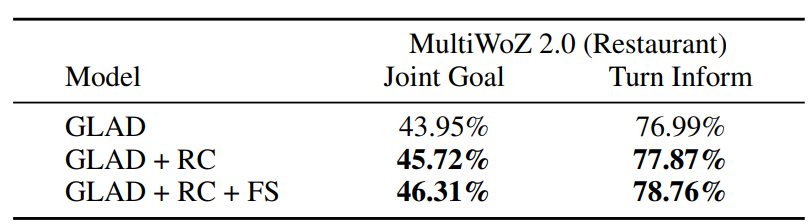 MultiWoZ 2.0 (Restaurant)
Model Joint Goal Turn Inform
GLAD 43.95% 76.99%
GLAD + RC 45.72% 77.87%
GLAD + RC + FS 46.31% 78.76%